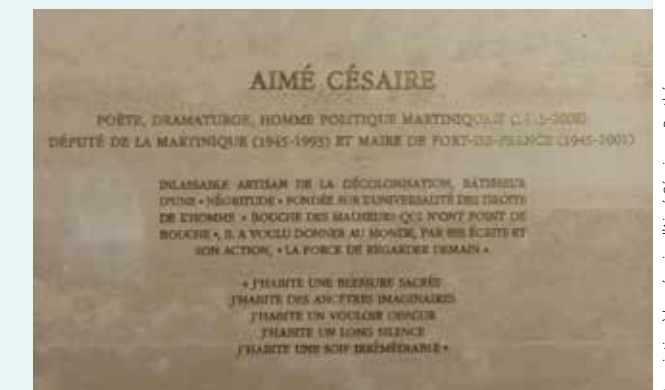 AIMÉ CÉSAIRE
POÈTE, DRAMATURGE, HOMME POLITIQUE MARTINIQUAIS (1913-2008)
DÉPUTÉ DE LA MARTINIQUE (1945-1993) ET MAIRE DE FORT-DE-FRANCE (1945-2001)
INLASSABLE ARTISAN DE LA DÉCOLONISATION, BÂTISSEUR
D'UNE « NÉGRITUDE » FONDÉE SUR L'UNIVERSALITÉ DES DROITS
DE L'HOMME « BOUCHE DES MALHEURS QUI N'ONT POINT DE
BOUCHE », IL A VOULU DONNER AU MONDE, PAR SES ÉCRITS ET
SON ACTION, « LA FORCE DE REGARDER DEMAIN ».
« J'HABITE UNE BLESSURE SACRÉE
J'HABITE DES ANCÊTRES IMAGINAIRES
J'HABITE UN VOULOIR OBSCUR
J'HABITE UN LONG SILENCE
J'HABITE UNE SOIF IRRÉMÉDIABLE »